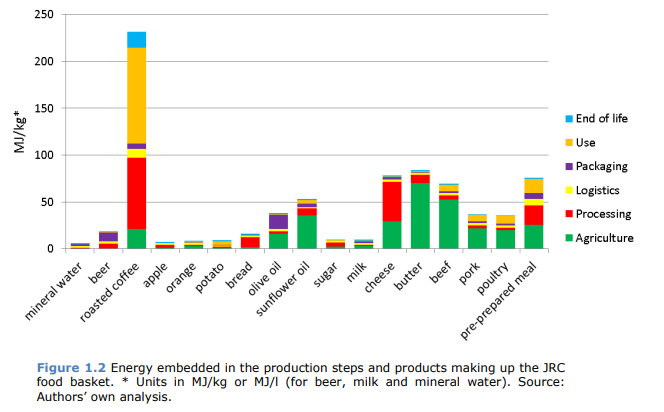 250
200
150
100
50
0
MJ/kg*
End of life
Use
Packaging
Logistics
Processing
Agriculture
mineral water
beer
roasted coffee
apple
orange
potato
bread
olive oil
sunflower oil
sugar
milk
cheese
butter
beef
pork
poultry
pre-prepared meal
Figure 1.2 Energy embedded in the production steps and products making up the JRC
food basket. * Units in MJ/kg or MJ/l (for beer, milk and mineral water). Source:
Authors' own analysis.